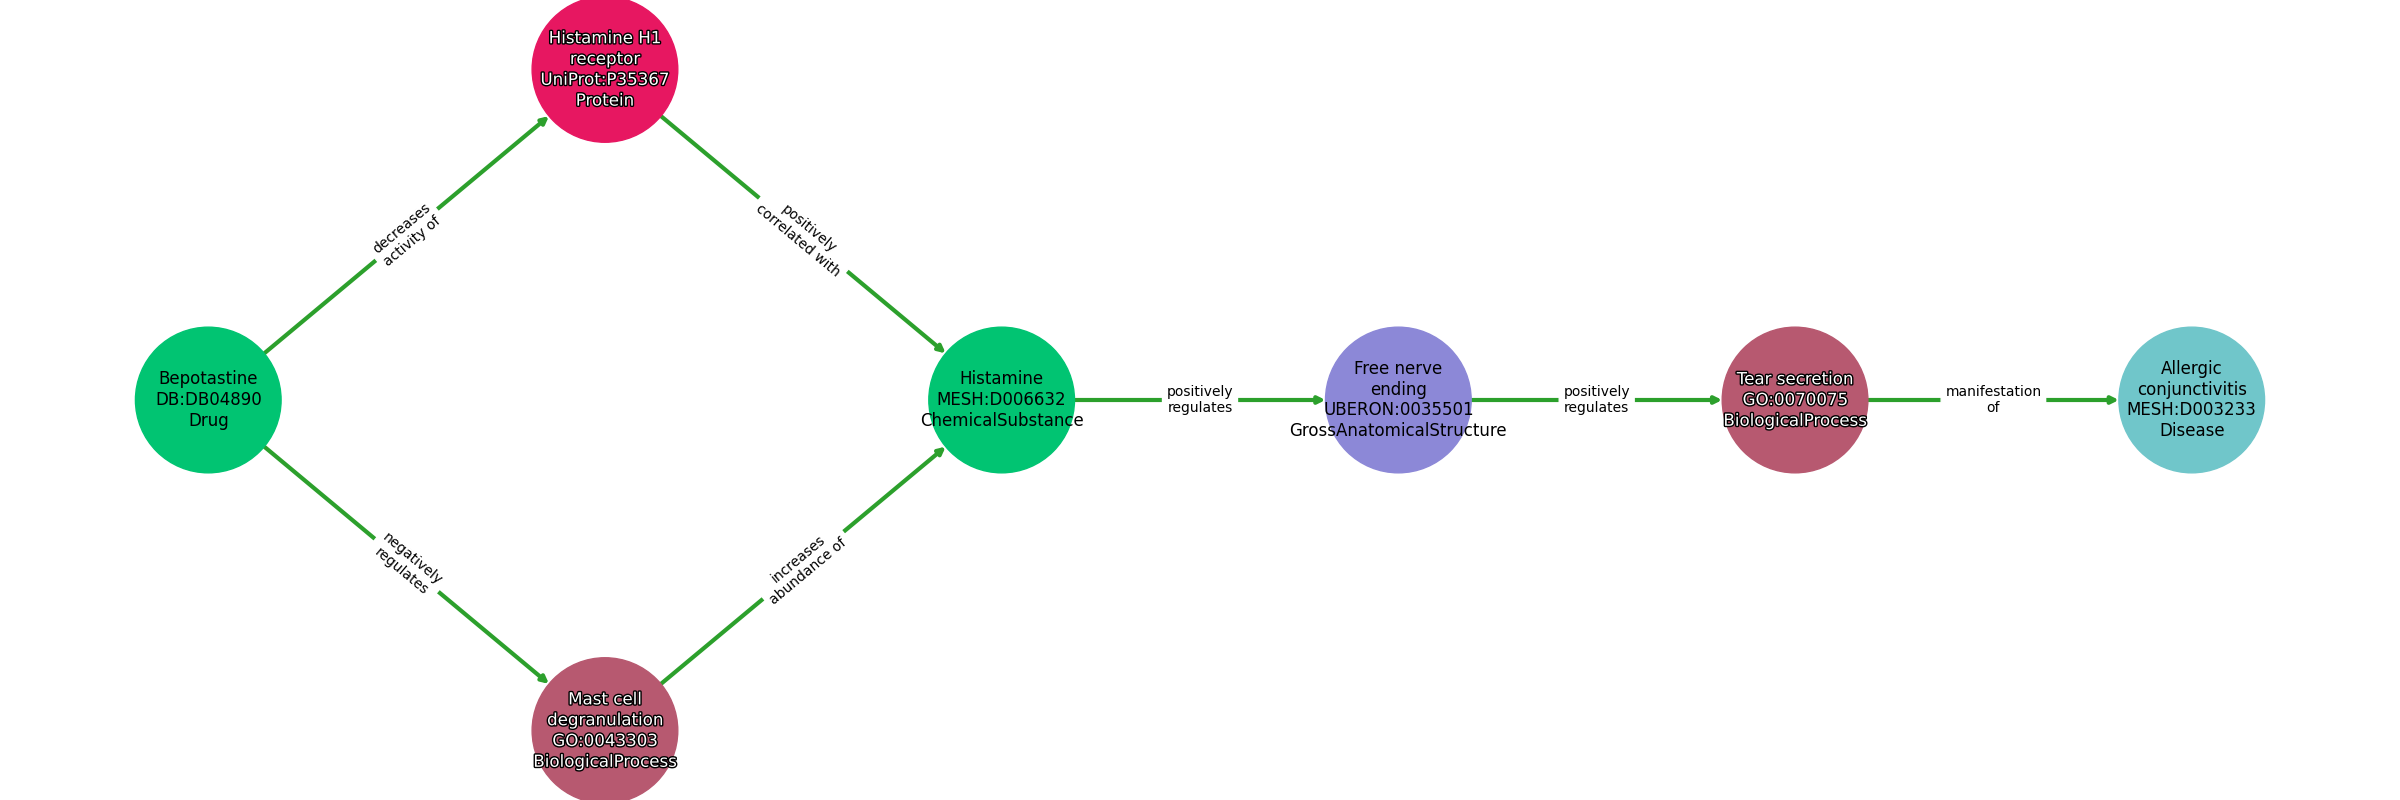 Histamine H1
receptor
UniProt:P35367
Protein
decreases
activity of
positively
correlated with
Bepotastine
DB:DB04890
Drug
Histamine
MESH:D006632
ChemicalSubstance
positively
regulates
Free nerve
ending
UBERON:0035501
GrossAnatomicalStructure
positively
regulates
Tear secretion
GO:0070075
BiologicalProcess
manifestation
of
Allergic
conjunctivitis
MESH:D003233
Disease
negatively
regulates
increases
abundance of
Mast cell
degranulation
GO:0043303
BiologicalProcess